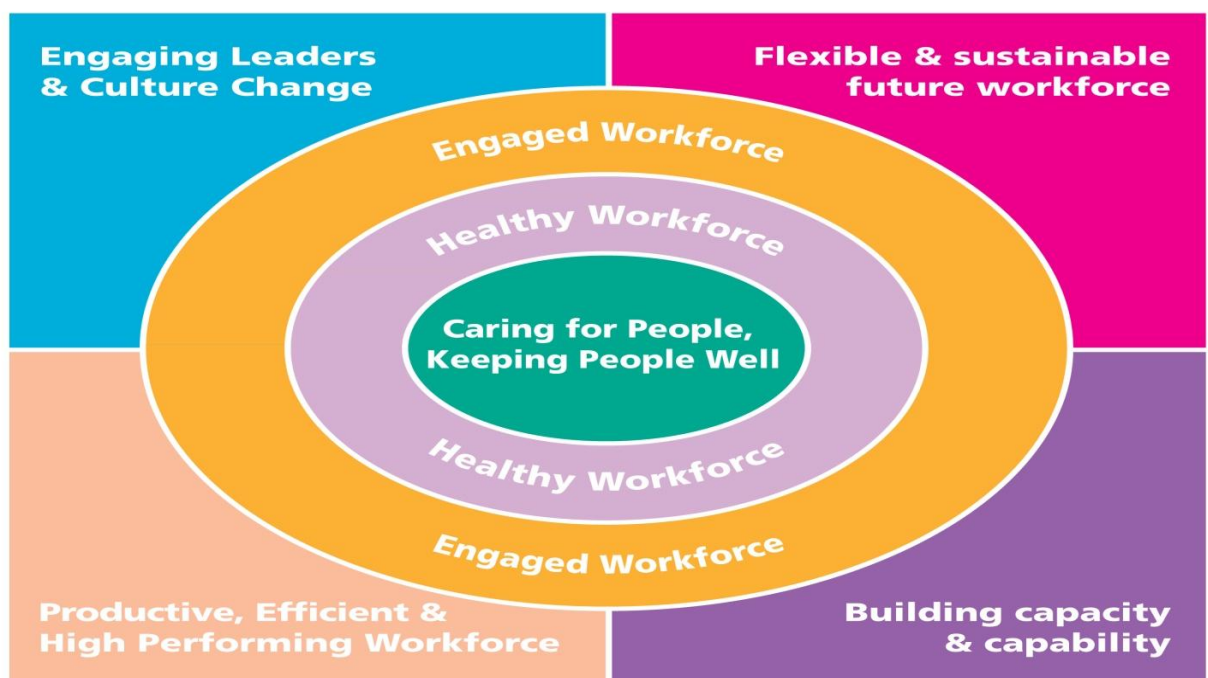 Engaging Leaders
& Culture Change
Flexible & sustainable
future workforce
Engaged Workforce
Healthy Workforce
Caring for People,
Keeping People Well
Healthy Workforce
Engaged Workforce
Productive, Efficient &
High Performing Workforce
Building capacity
& capability